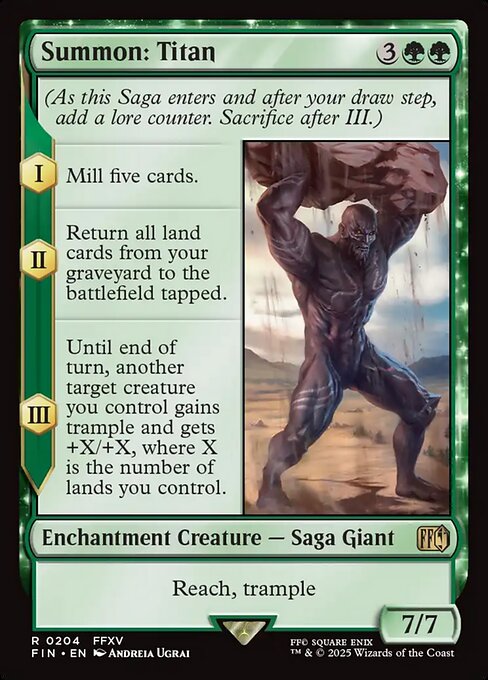 Summon: Titan 3
(As this Saga enters and after your draw step,
add a lore counter. Sacrifice after III.)
I
Mill five cards.
II
Return all land
cards from your
graveyard to the
battlefield tapped.
III
Until end of
turn, another
target creature
you control gains
trample and gets
+X/+X, where X
is the number of
lands you control.
Enchantment Creature — Saga Giant
Reach, trample
7/7
R 0204 FFXV
FIN • EN Andreia Ugrai
FF© SQUARE ENIX
™ & © 2025 Wizards of the Coast